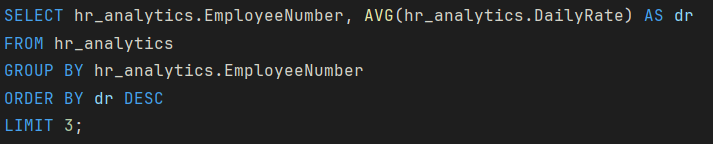 SELECT hr_analytics.EmployeeNumber, AVG(hr_analytics.DailyRate) AS dr
FROM hr_analytics
GROUP BY hr_analytics.EmployeeNumber
ORDER BY dr DESC
LIMIT 3;